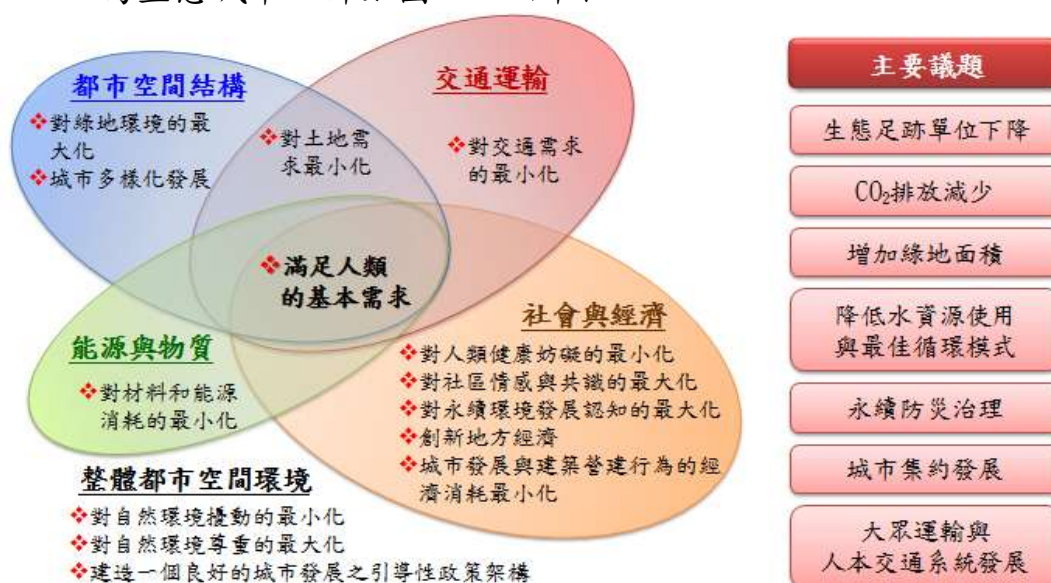 都市空間結構
❖對綠地環境的最
大化
❖城市多樣化發展
❖對土地需
求最小化
交通運輸
❖對交通需求
的最小化
❖滿足人類
的基本需求
能源與物質
❖對材料和能源
消耗的最小化
社會與經濟
❖對人類健康妨礙的最小化
❖對社區情感與共識的最大化
❖對永續環境發展認知的最大化
❖創新地方經濟
❖城市發展與建築營建行為的經
濟消耗最小化
整體都市空間環境
❖對自然環境擾動的最小化
❖對自然環境尊重的最大化
❖建造一個良好的城市發展之引導性政策架構
主要議題
生態足跡單位下降
CO₂排放減少
增加綠地面積
降低水資源使用
與最佳循環模式
永續防災治理
城市集約發展
大眾運輸與
人本交通系統發展